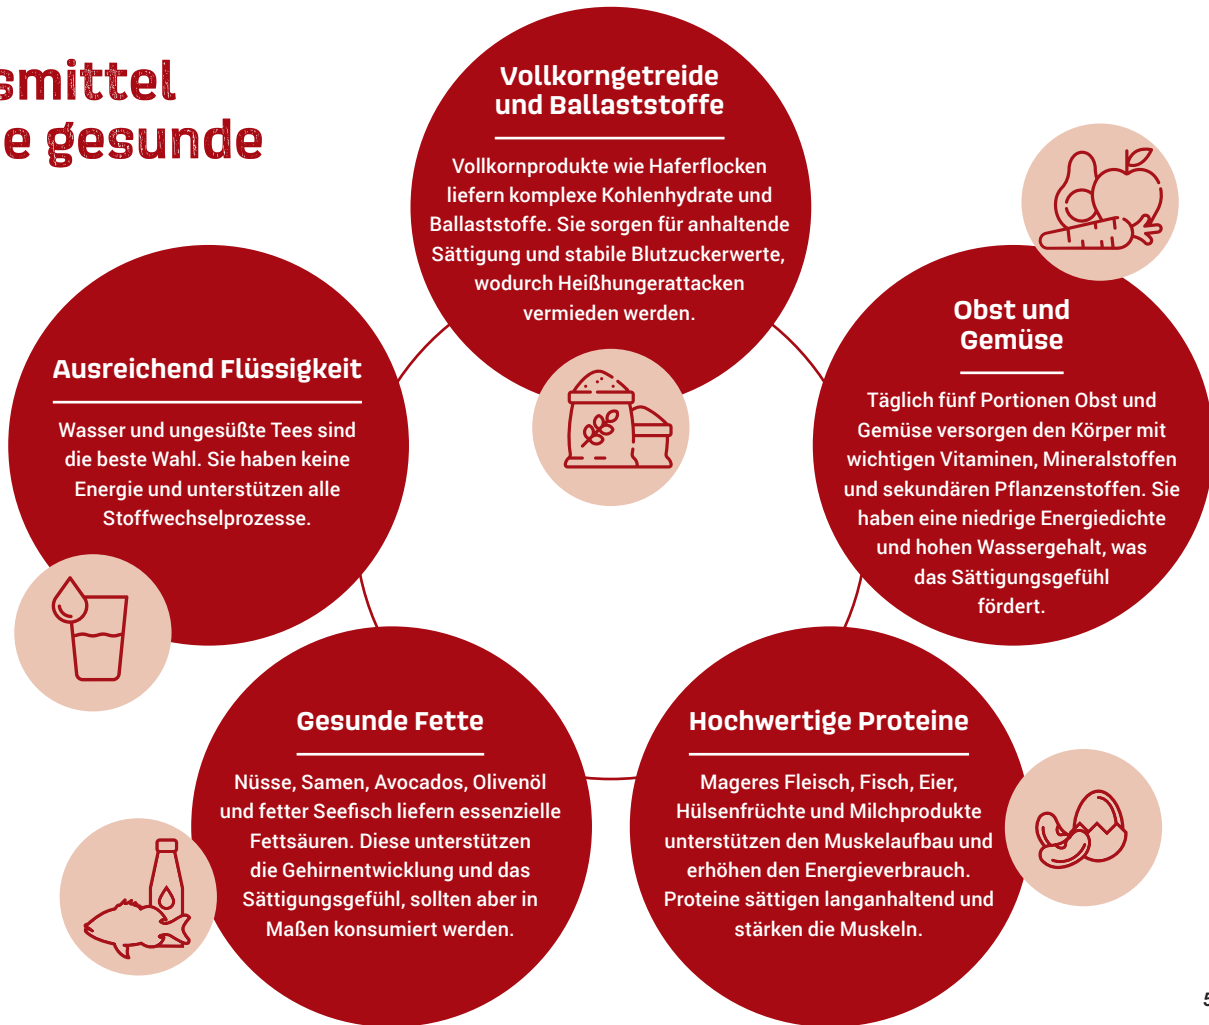 smittel
e gesunde
Vollkorngetreide
und Ballaststoffe
Vollkornprodukte wie Haferflocken
liefern komplexe Kohlenhydrate und
Ballaststoffe. Sie sorgen für anhaltende
Sättigung und stabile Blutzuckerwerte,
wodurch Heißhungerattacken
vermieden werden.
Obst und
Gemüse
Täglich fünf Portionen Obst und
Gemüse versorgen den Körper mit
wichtigen Vitaminen, Mineralstoffen
und sekundären Pflanzenstoffen. Sie
haben eine niedrige Energiedichte
und hohen Wassergehalt, was
das Sättigungsgefühl
fördert.
Ausreichend Flüssigkeit
Wasser und ungesüßte Tees sind
die beste Wahl. Sie haben keine
Energie und unterstützen alle
Stoffwechselprozesse.
Gesunde Fette
Nüsse, Samen, Avocados, Olivenöl
und fetter Seefisch liefern essenzielle
Fettsäuren. Diese unterstützen
die Gehirnentwicklung und das
Sättigungsgefühl, sollten aber in
Maßen konsumiert werden.
Hochwertige Proteine
Mageres Fleisch, Fisch, Eier,
Hülsenfrüchte und Milchprodukte
unterstützen den Muskelaufbau und
erhöhen den Energieverbrauch.
Proteine sättigen langanhaltend und
stärken die Muskeln.
5